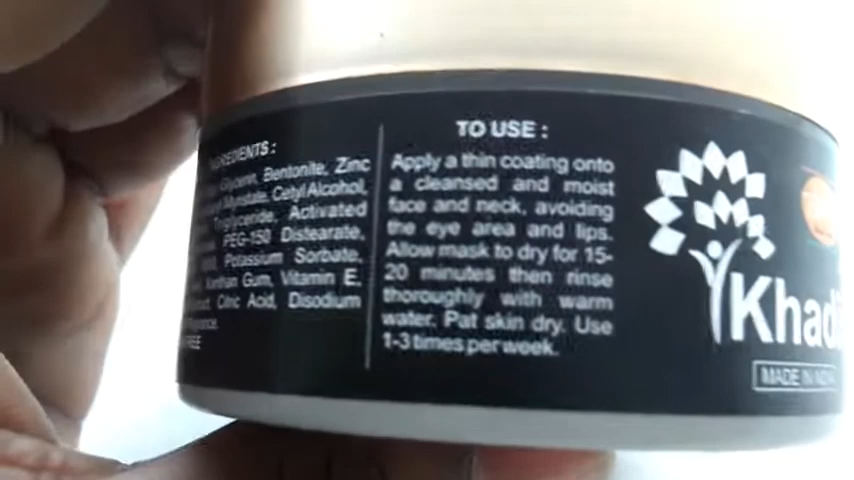 Glycerin, Bentonite, Zinc
Cetyl Alcohol,
Activated
PEG-150 Distearate,
Potassium Sorbate,
Xanthan Gum, Vitamin E,
Citric Acid, Disodium
TO USE :
Apply a thin coating onto
a cleansed and moist
face and neck, avoiding
the eye area and lips.
Allow mask to dry for 15-
20 minutes then rinse
thoroughly with warm
water. Pat skin dry. Use
1-3 times per week.
Khadi
MADE IN INDIA